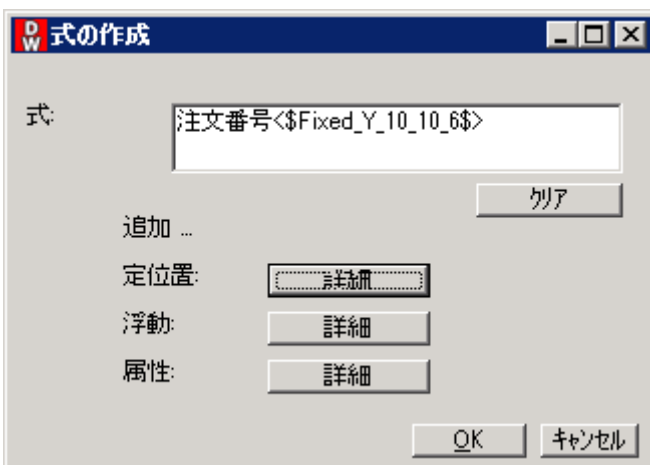 DW 式の作成
式:
注文番号<$Fixed_Y_10_10_6$>
クリア
追加 ...
定位置: 詳細
浮動: 詳細
属性: 詳細
OK キャンセル